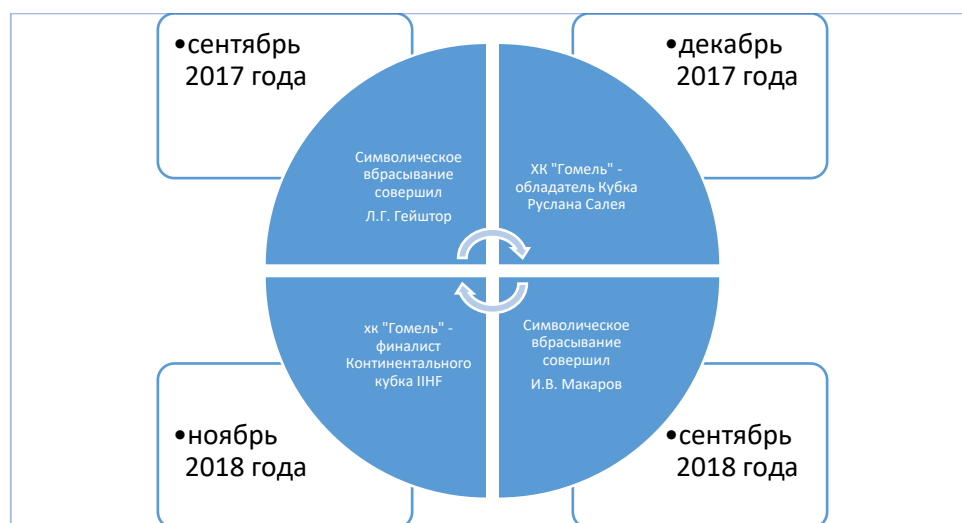 •сентябрь
2017 года
•декабрь
2017 года
Символическое
вбрасывание
совершил
Л.Г. Гейштор
ХК "Гомель" -
обладатель Кубка
Руслана Салея
хк "Гомель" -
финалист
Континентального
кубка IIHF
Символическое
вбрасывание
совершил
И.В. Макаров
•ноябрь
2018 года
•сентябрь
2018 года